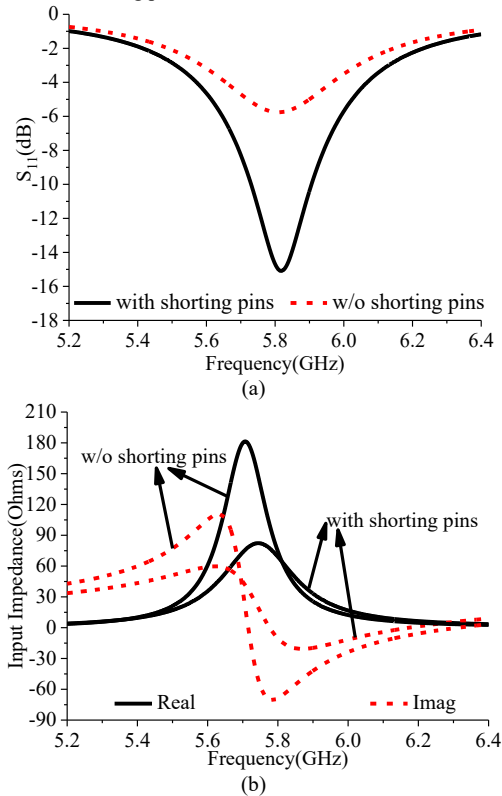 0
-2
-4
-6
-8
-10
-12
-14
-16
-18
S11(dB)
with shorting pins w/o shorting pins
5.2 5.4 5.6 5.8 6.0 6.2 6.4
Frequency(GHz)
(a)
210
180
150
120
90
60
30
0
-30
-60
-90
Input Impedance(Ohms)
w/o shorting pins
with shorting pins
Real Imag
5.2 5.4 5.6 5.8 6.0 6.2 6.4
Frequency(GHz)
(b)